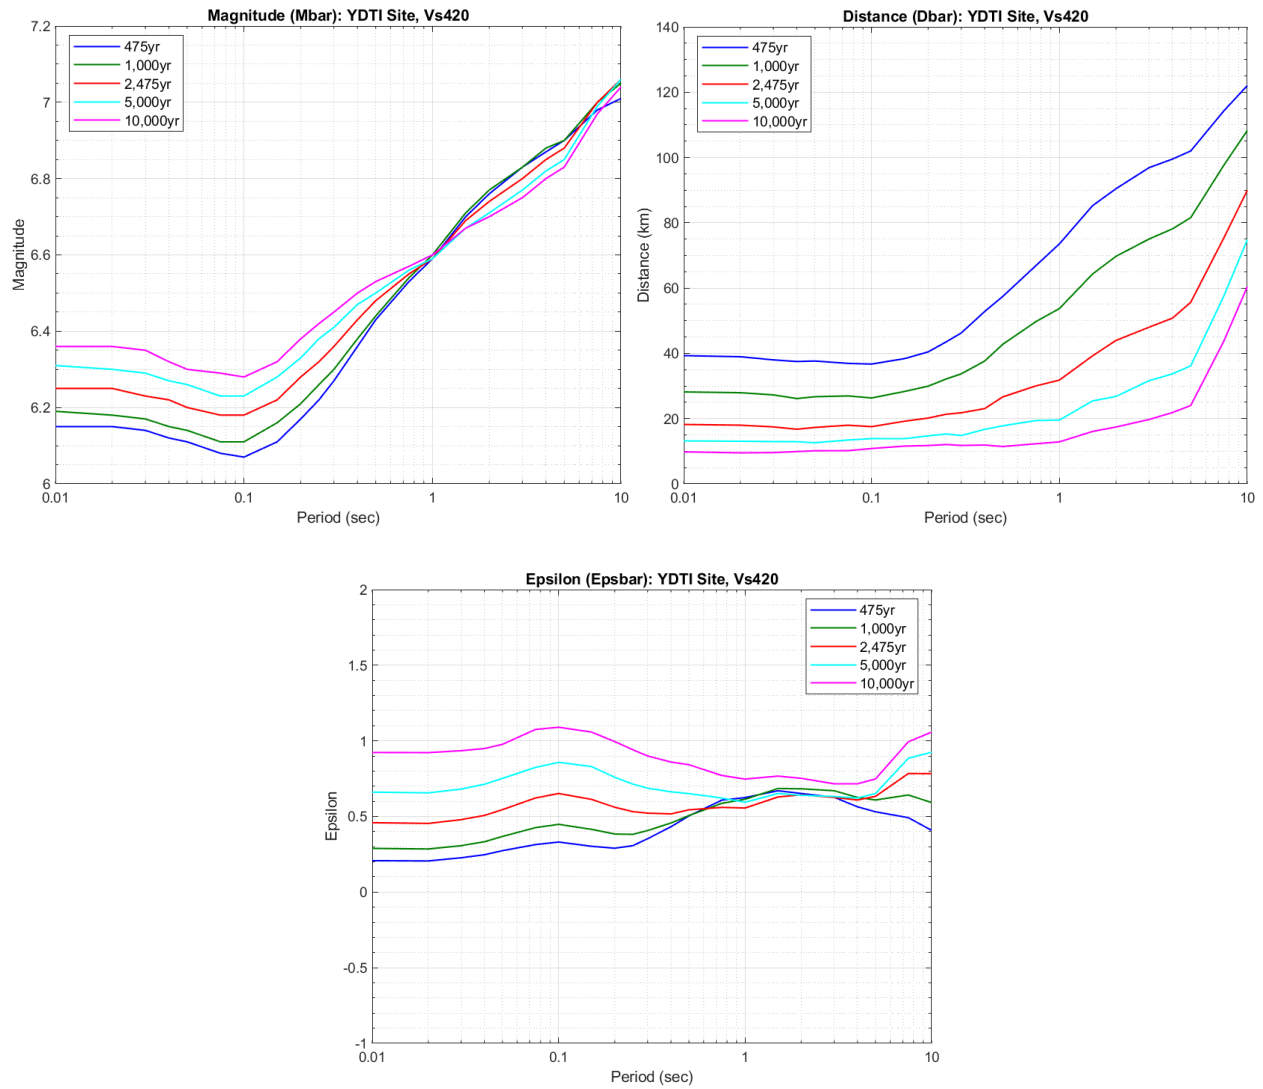 Magnitude (Mbar): YDTI Site, Vs420
7.2
7
6.8
6.6
6.4
6.2
6
Magnitude
475yr
1,000yr
2,475yr
5,000yr
10,000yr
0.01
0.1
1
10
Period (sec)
Distance (Dbar): YDTI Site, Vs420
140
120
100
80
60
40
20
0
Distance (km)
475yr
1,000yr
2,475yr
5,000yr
10,000yr
0.01
0.1
1
10
Period (sec)
Epsilon (Epsbar): YDTI Site, Vs420
2
1.5
1
0.5
0
-0.5
-1
Epsilon
475yr
1,000yr
2,475yr
5,000yr
10,000yr
0.01
0.1
1
10
Period (sec)